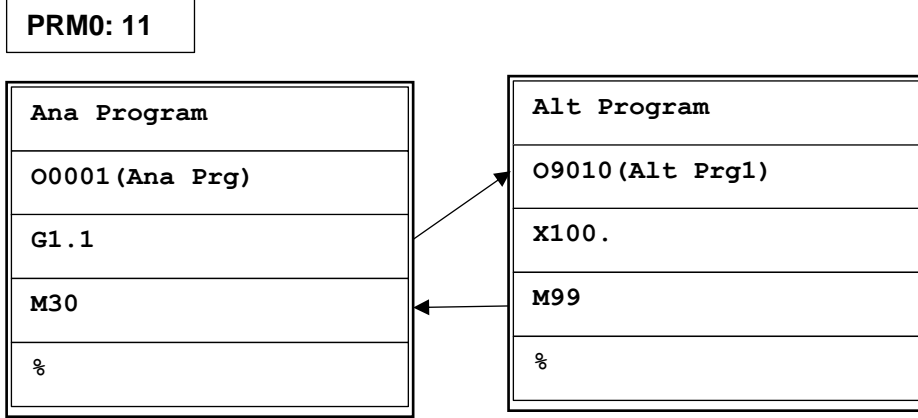 PRM0: 11
Ana Program
O0001(Ana Prg)
G1.1
M30
%
Alt Program
O9010(Alt Prg1)
X100.
M99
%